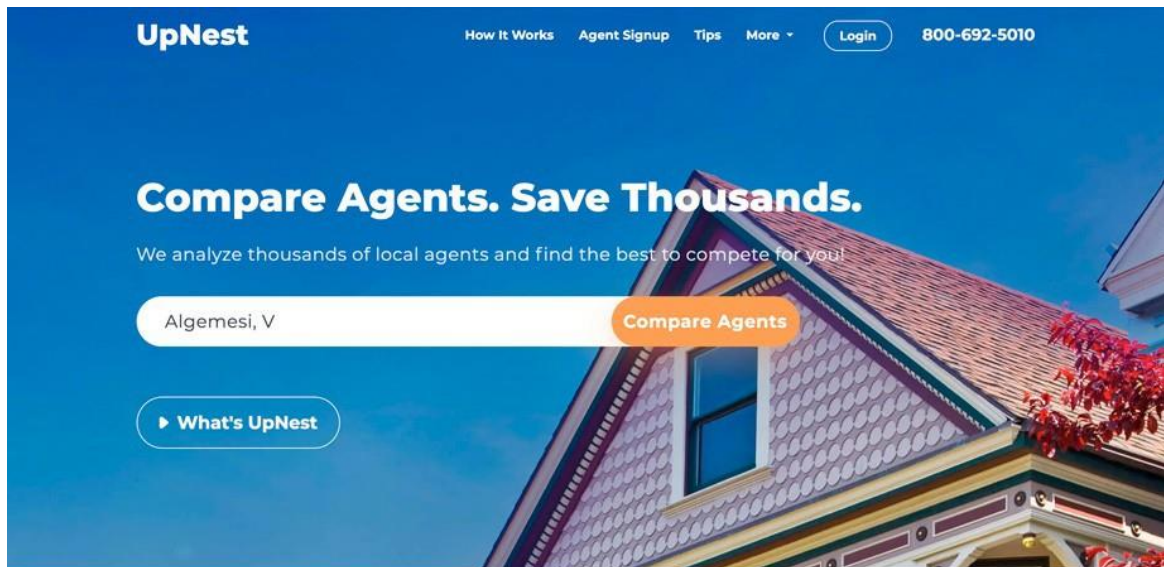 UpNest How It Works Agent Signup Tips More Login 800-692-5010
Compare Agents. Save Thousands.
We analyze thousands of local agents and find the best to compete for you!
Algemesi, V Compare Agents
What's UpNest